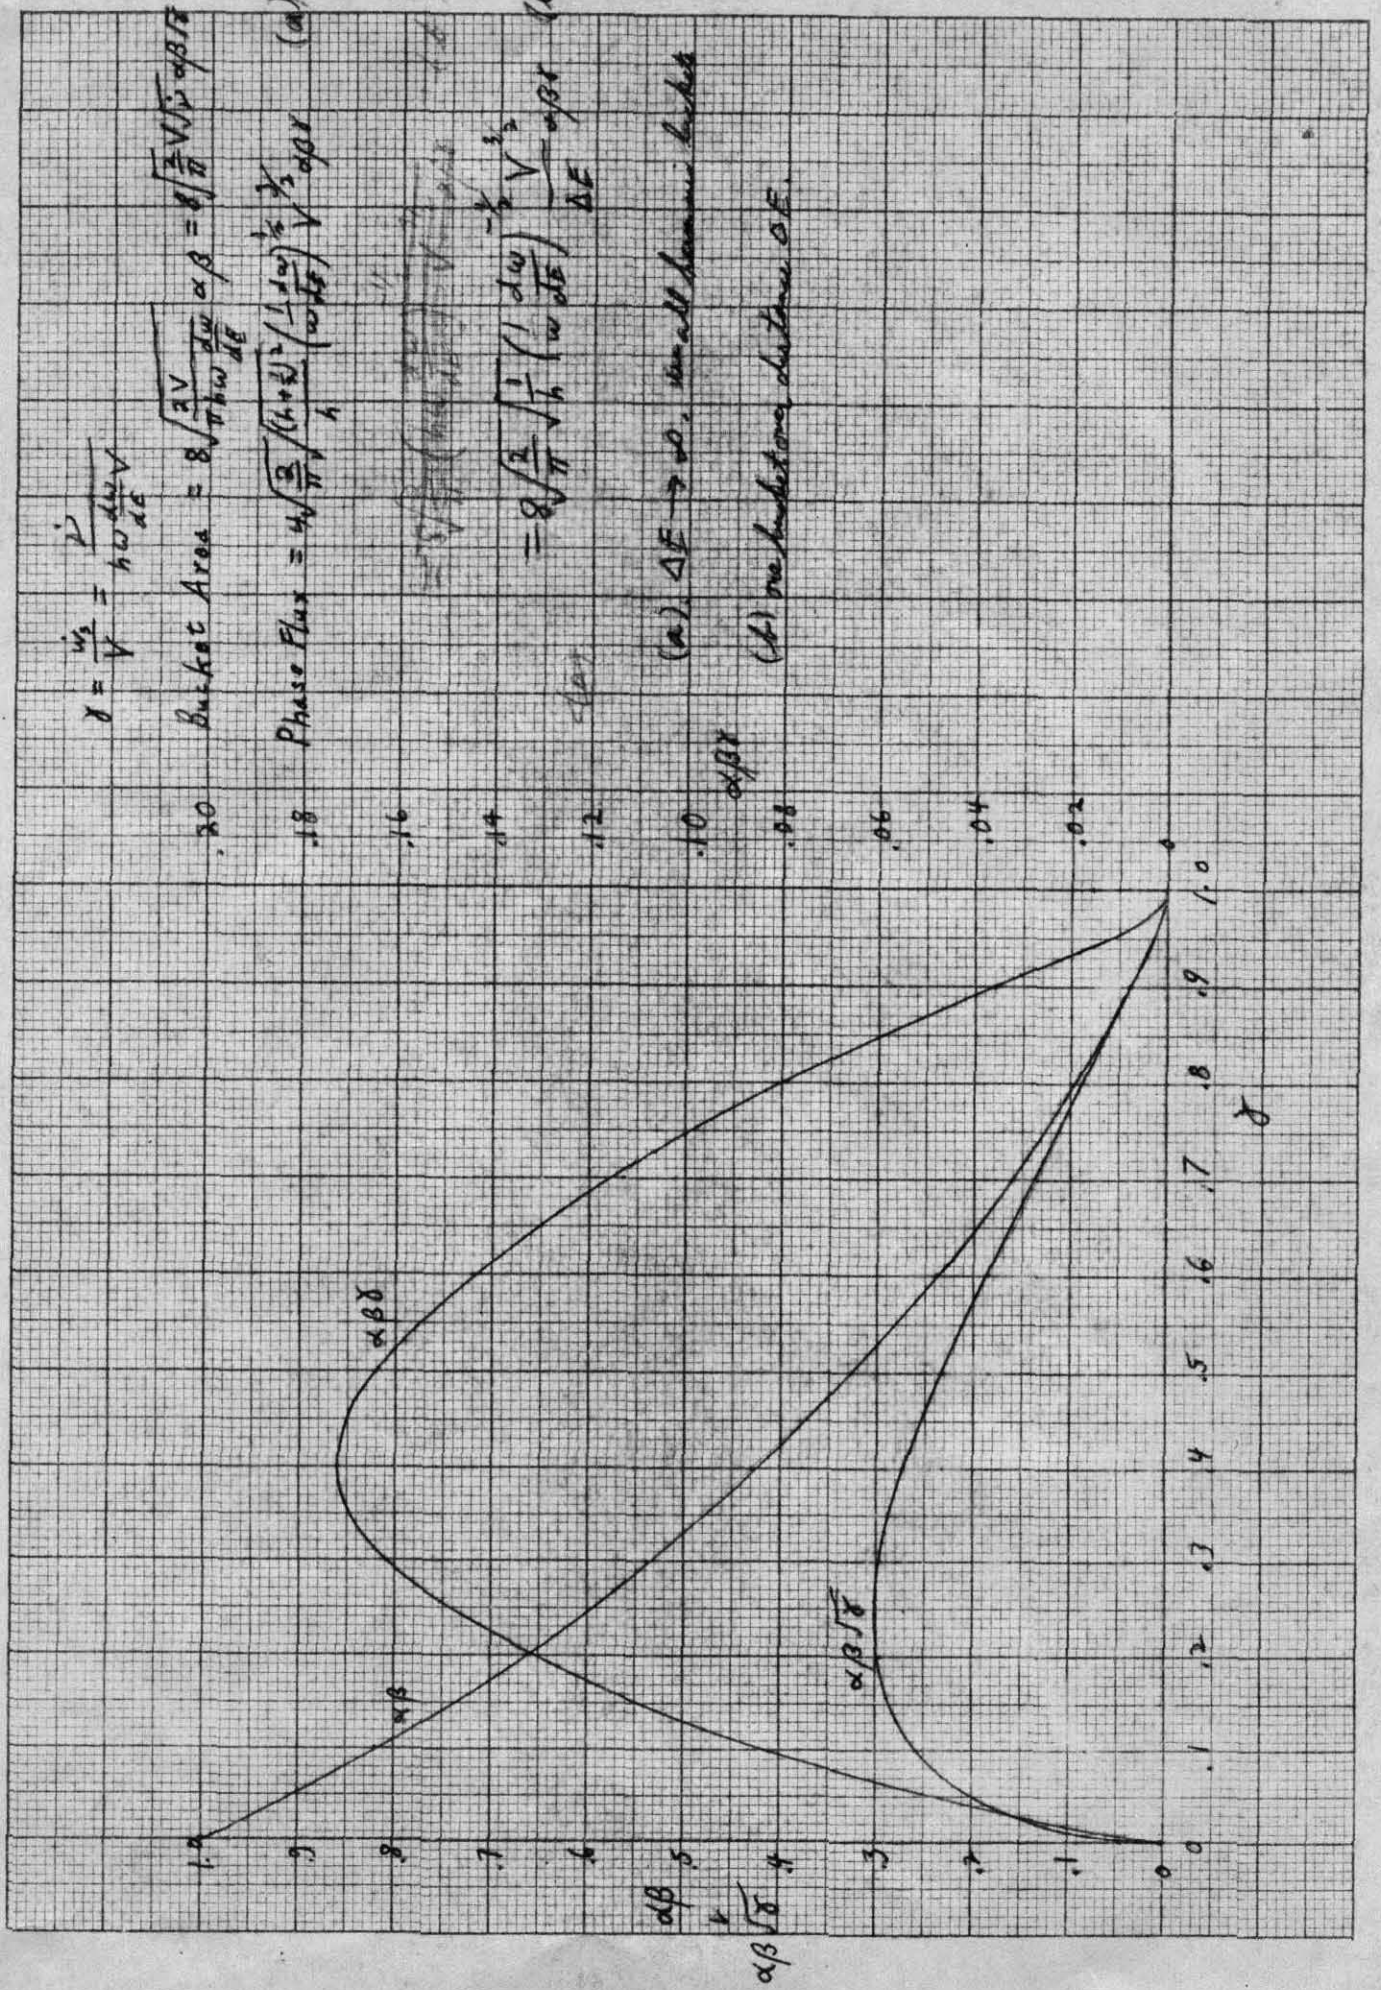 γ = ẇs/V = ν̇/(hω dω/dE V)
Bucket Area = 8√(2V/(πhω dω/dE)) αβ = 8√(2/π) V√ν̇ αβ√γ
Phase Flux = 4√(2/π) √((h+½)²/h) (1/ω dω/dE)^½ V^3/2 αβγ (a)
= 8√(2/π) √(1/h) (1/ω dω/dE)^-½ V^3/2/ΔE αβγ
(a). ΔE → ∞, all harmonic buckets
(b) one bucket over distance ΔE.
αβγ
.20
.18
.16
.14
.12
.10
.08
.06
.04
.02
0
αβγ
αβ
αβ√γ
1.0
.9
.8
.7
.6
.5
.4
.3
.2
.1
0
αβ
αβ√γ
0 .1 .2 .3 .4 .5 .6 .7 .8 .9 1.0
γ